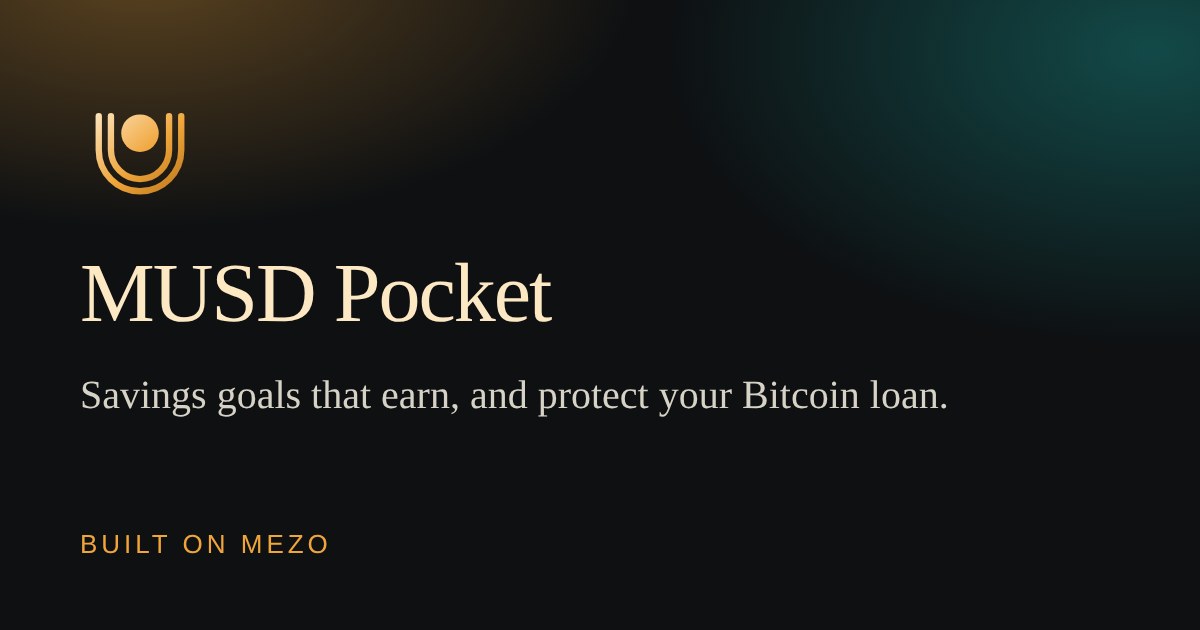 MUSD Pocket
Savings goals that earn, and protect your Bitcoin loan.
BUILT ON MEZO